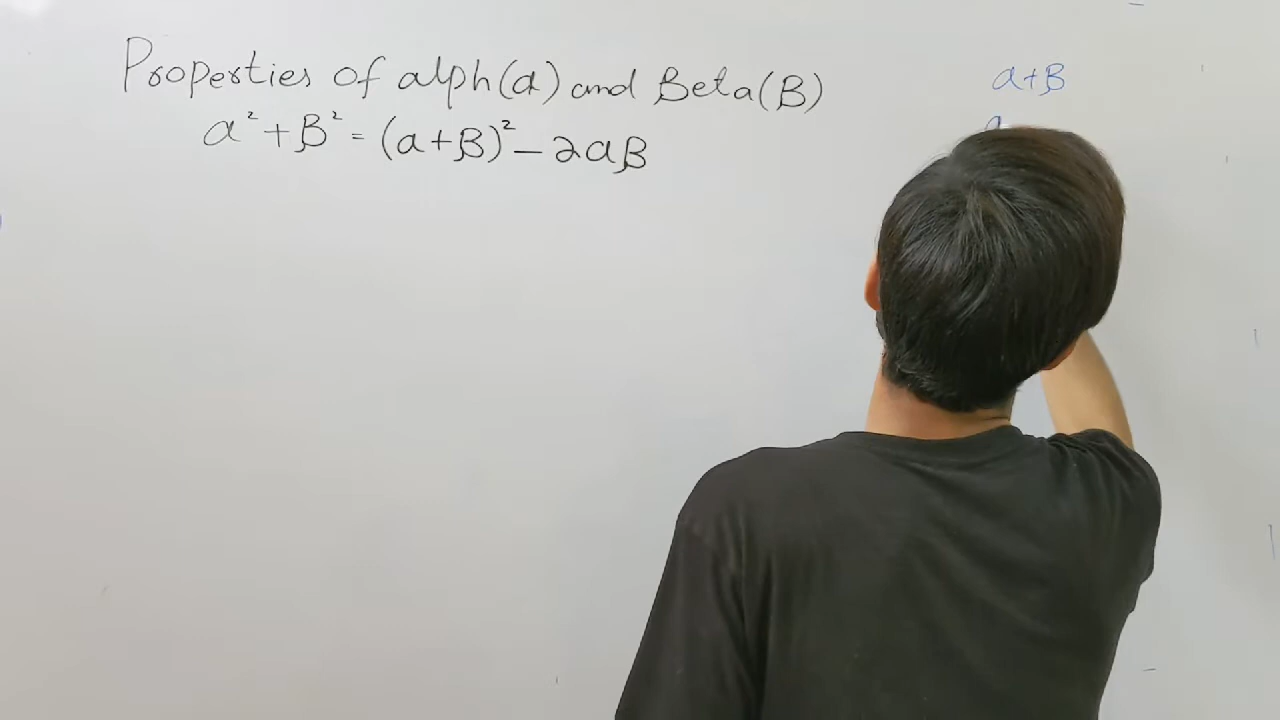 Properties of alph(α) and Beta(β)
α² + β² = (α+β)² − 2αβ
α+β
α